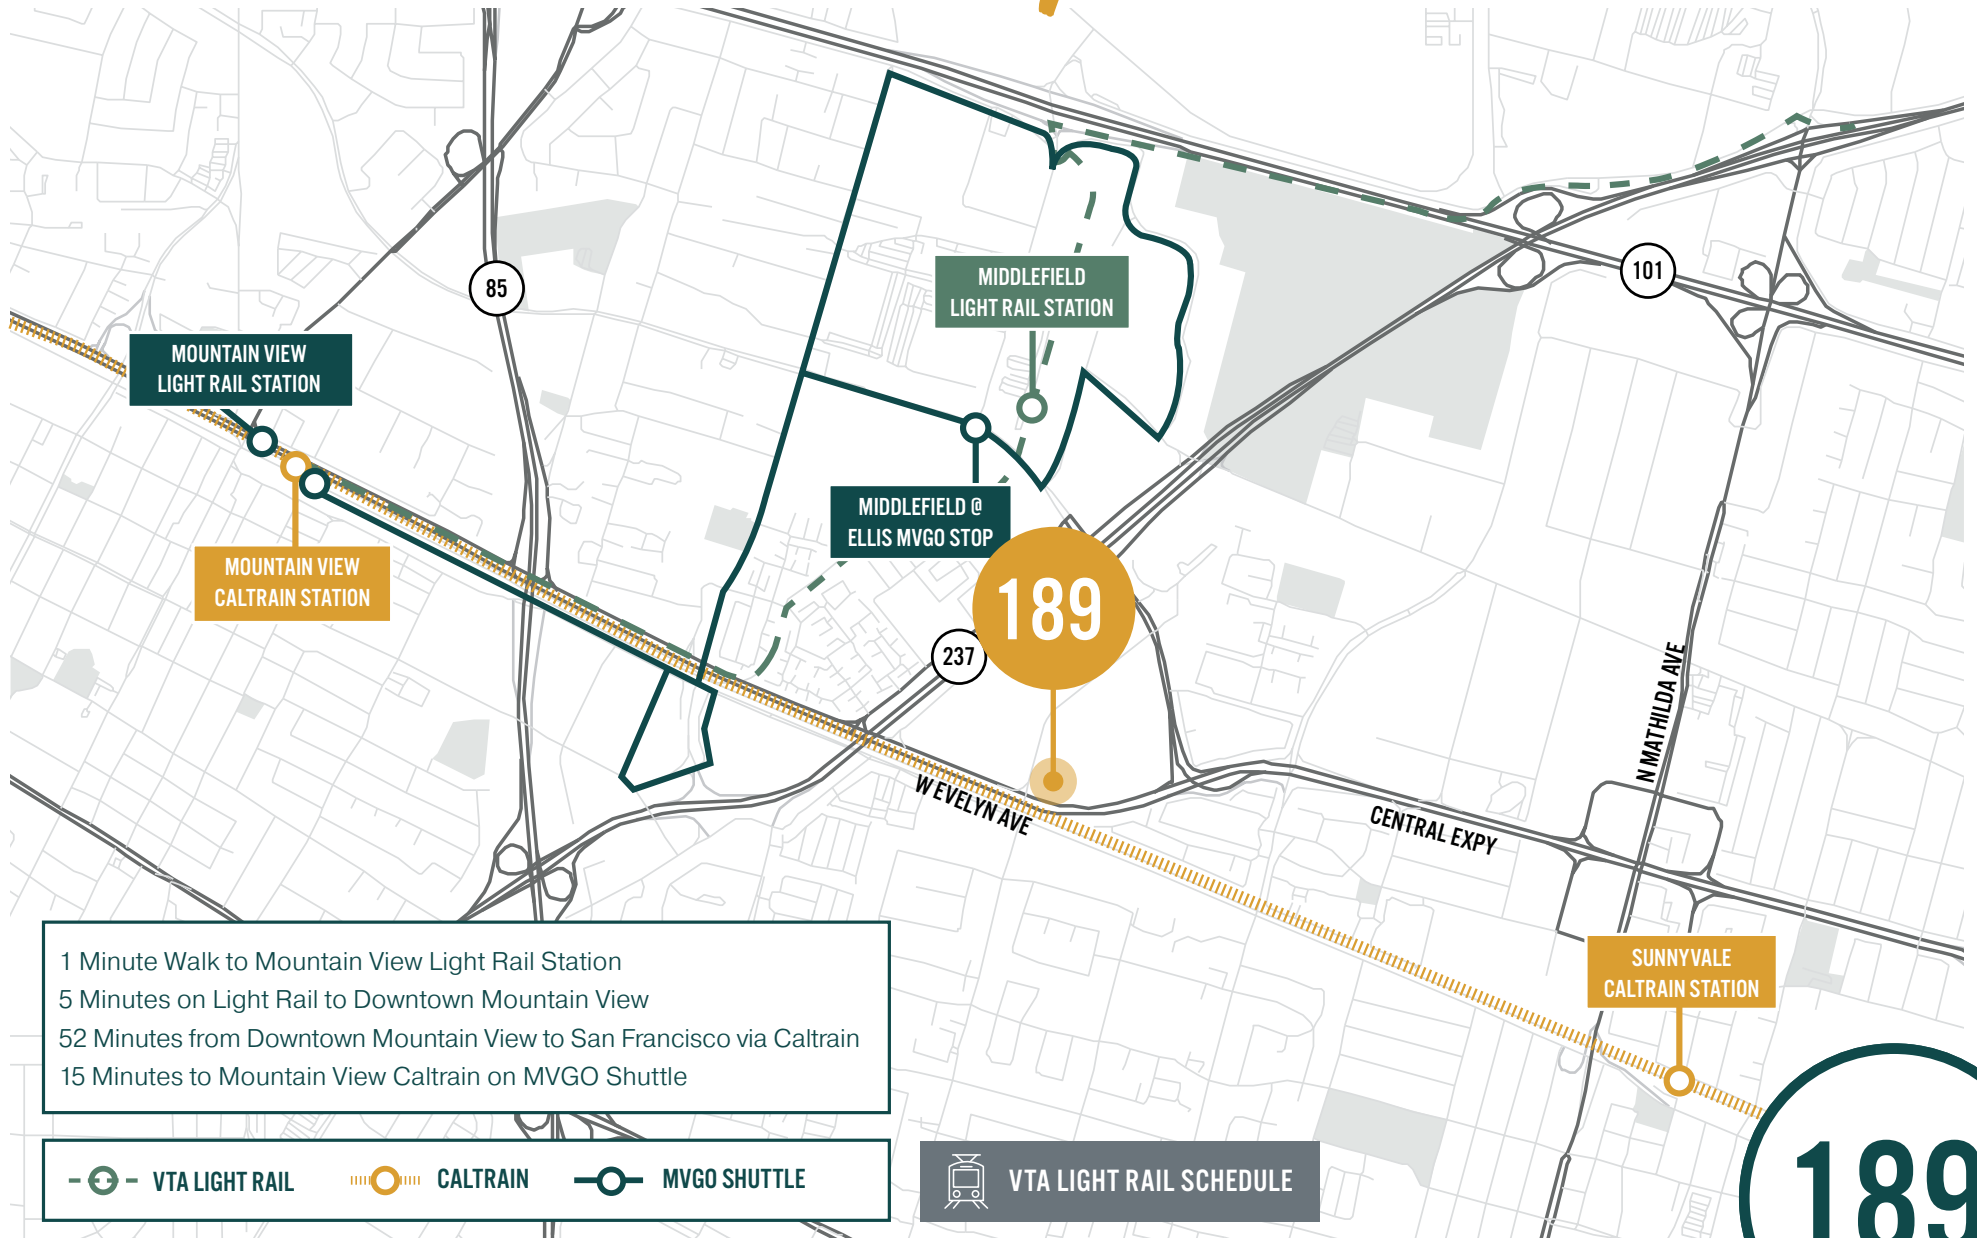 85
101
MIDDLEFIELD
LIGHT RAIL STATION
MOUNTAIN VIEW
LIGHT RAIL STATION
MIDDLEFIELD @
ELLIS MVGO STOP
MOUNTAIN VIEW
CALTRAIN STATION
189
237
N MATHILDA AVE
W EVELYN AVE
CENTRAL EXPY
SUNNYVALE
CALTRAIN STATION
1 Minute Walk to Mountain View Light Rail Station
5 Minutes on Light Rail to Downtown Mountain View
52 Minutes from Downtown Mountain View to San Francisco via Caltrain
15 Minutes to Mountain View Caltrain on MVGO Shuttle
VTA LIGHT RAIL
CALTRAIN
MVGO SHUTTLE
VTA LIGHT RAIL SCHEDULE
189